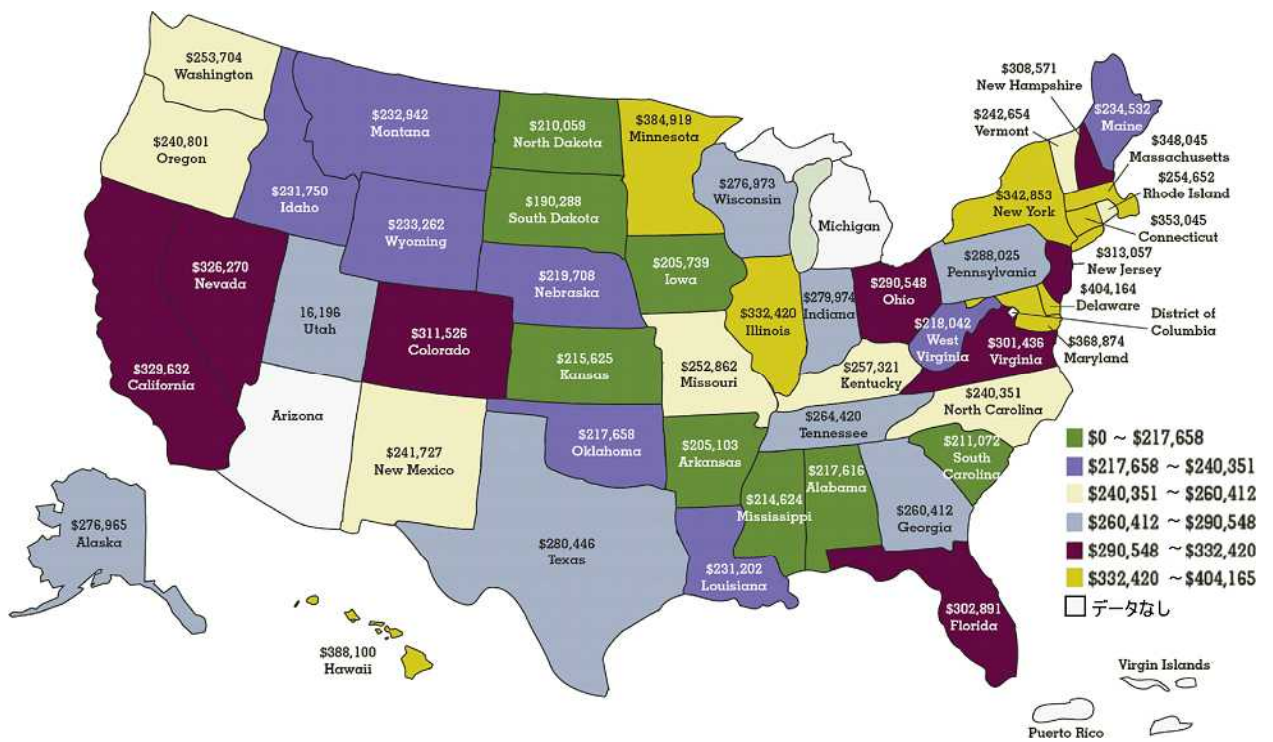 $253,704
Washington
$240,801
Oregon
$231,750
Idaho
$232,942
Montana
$233,262
Wyoming
$326,270
Nevada
$329,632
California
16,196
Utah
$311,526
Colorado
Arizona
$241,727
New Mexico
$210,059
North Dakota
$190,288
South Dakota
$219,708
Nebraska
$215,625
Kansas
$217,658
Oklahoma
$280,446
Texas
$384,919
Minnesota
$205,739
Iowa
$252,862
Missouri
$205,103
Arkansas
$231,202
Louisiana
$276,973
Wisconsin
$332,420
Illinois
Michigan
$279,974
Indiana
$290,548
Ohio
$257,321
Kentucky
$264,420
Tennessee
$214,624
Mississippi
$217,616
Alabama
$260,412
Georgia
$302,891
Florida
$211,072
South
Carolina
$240,351
North Carolina
$301,436
Virginia
$218,042
West
Virginia
$288,025
Pennsylvania
$342,853
New York
$242,654
Vermont
$308,571
New Hampshire
$234,532
Maine
$348,045
Massachusetts
$254,652
Rhode Island
$353,045
Connecticut
$313,057
New Jersey
$404,164
Delaware
District of
Columbia
$368,874
Maryland
$276,965
Alaska
$388,100
Hawaii
$0 ~ $217,658
$217,658 ~ $240,351
$240,351 ~ $260,412
$260,412 ~ $290,548
$290,548 ~ $332,420
$332,420 ~ $404,165
データなし
Virgin Islands
Puerto Rico